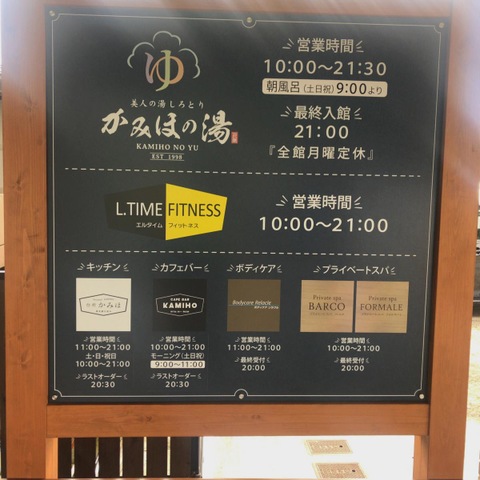 ゆ
美人の湯 しろとり
かみほの湯
KAMIHO NO YU
EST 1998
営業時間
10:00～21:30
朝風呂(土日祝)9:00より
最終入館
21:00
『全館月曜定休』
L.TIME FITNESS
エルタイム フィットネス
営業時間
10:00～21:00
キッチン
かみほ
営業時間
11:00～21:00
土・日・祝日
10:00～21:00
ラストオーダー
20:30
カフェバー
CAFE BAR
KAMIHO
営業時間
10:00～21:00
モーニング(土日祝)
9:00～11:00
ラストオーダー
20:30
ボディケア
Bodycare Relacle
営業時間
11:00～21:00
最終受付
20:00
プライベートスパ
Private spa
BARCO
Private spa
FORMALE
営業時間
10:00～21:00
最終受付
20:00